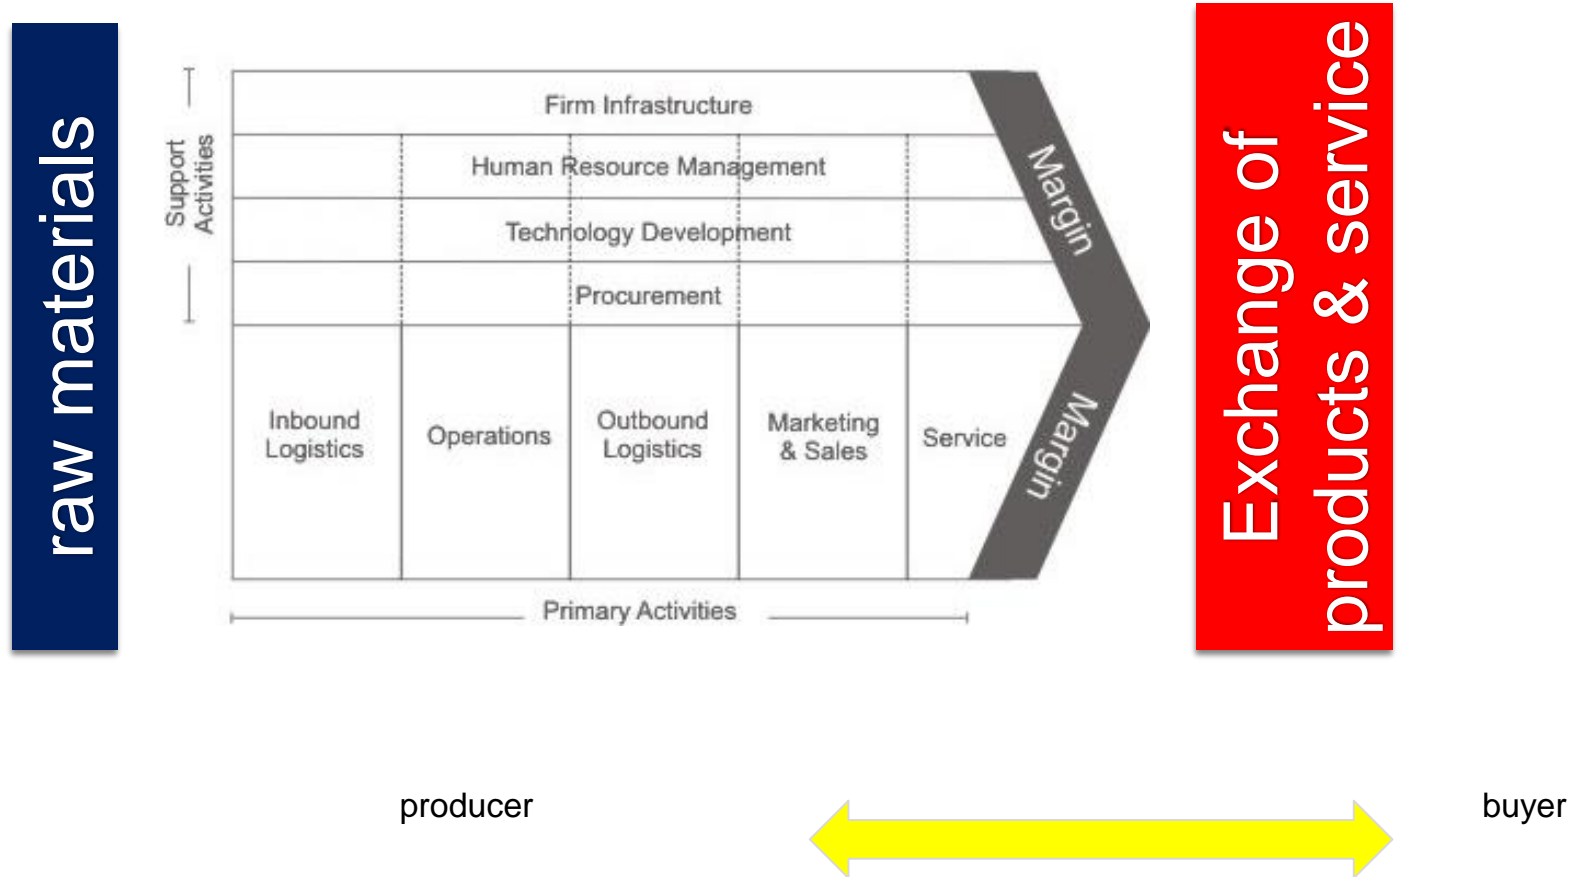 raw materials
Support
Activities
Firm Infrastructure
Human Resource Management
Technology Development
Procurement
Inbound
Logistics
Operations
Outbound
Logistics
Marketing
& Sales
Service
Margin
Margin
Primary Activities
Exchange of
products & service
producer
buyer